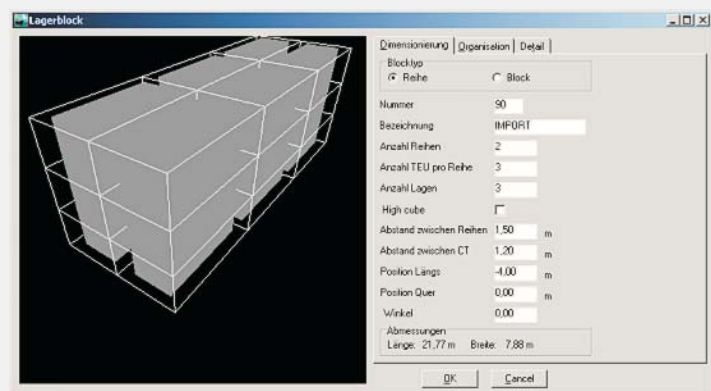 Lagerblock
Dimensionierung Organisation Detail
Blocktyp
Reihe Block
Nummer 90
Bezeichnung IMPORT
Anzahl Reihen 2
Anzahl TEU pro Reihe 3
Anzahl Lagen 3
High cube
Abstand zwischen Reihen 1,50 m
Abstand zwischen CT 1,20 m
Position Längs -4,00 m
Position Quer 0,00 m
Winkel 0,00
Abmessungen
Länge: 21,77 m Breite: 7,88 m
OK Cancel